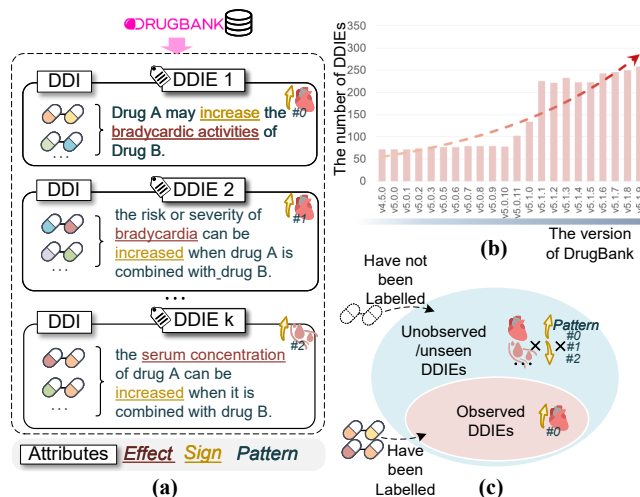 DRUGBANK
DDI
DDIE 1
#0
Drug A may increase the
bradycardic activities of
Drug B.
...
DDI
DDIE 2
#1
the risk or severity of
bradycardia can be
increased when drug A is
combined with drug B.
...
...
DDI
DDIE k
#2
the serum concentration
of drug A can be
increased when it is
combined with drug B.
...
Attributes Effect Sign Pattern
(a)
The number of DDIEs
350
300
250
200
150
100
50
0
v4.5.0
v5.0.0
v5.0.1
v5.0.2
v5.0.3
v5.0.5
v5.0.6
v5.0.7
v5.0.8
v5.0.9
v5.0.10
v5.0.11
v5.1.0
v5.1.1
v5.1.2
v5.1.3
v5.1.4
v5.1.5
v5.1.6
v5.1.7
v5.1.8
v5.1.9
(b)
The version
of DrugBank
Have not
been
Labelled
Unobserved
/unseen
DDIEs
...
Pattern
#0
#1
#2
Observed
DDIEs
#0
Have
been
Labelled
(c)